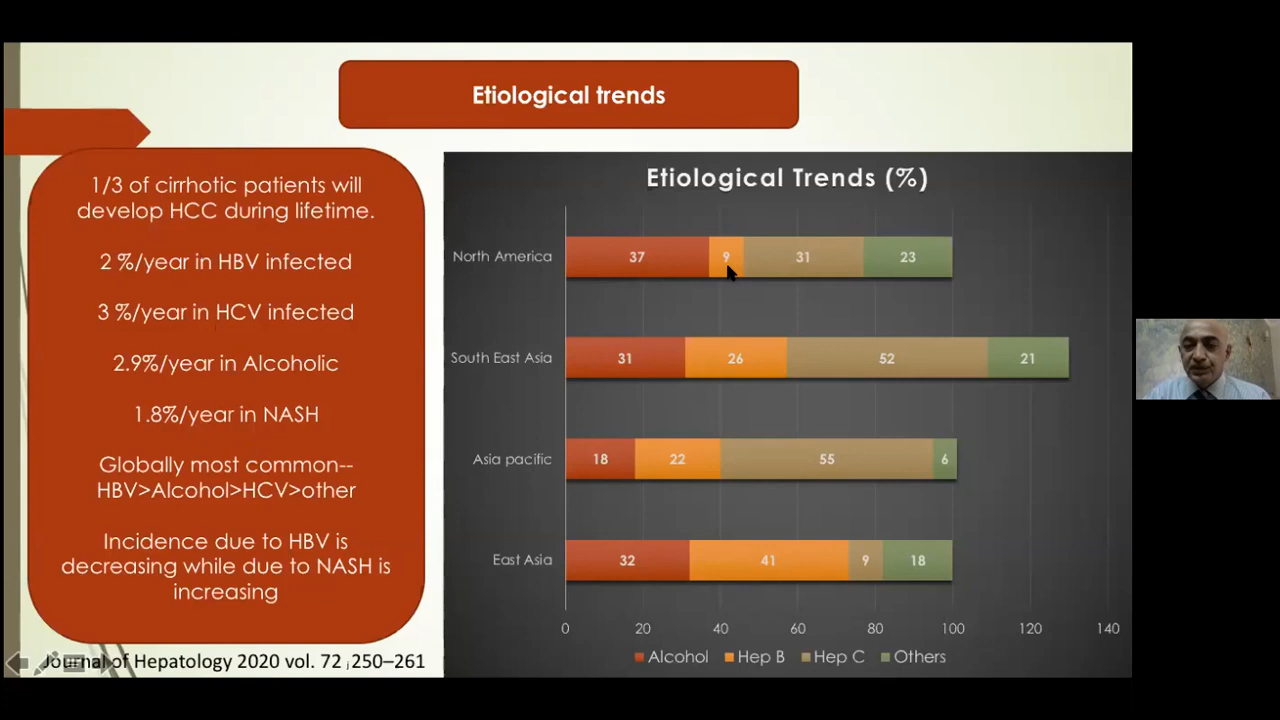 Etiological trends
1/3 of cirrhotic patients will
develop HCC during lifetime.
2 %/year in HBV infected
3 %/year in HCV infected
2.9%/year in Alcoholic
1.8%/year in NASH
Globally most common--
HBV>Alcohol>HCV>other
Incidence due to HBV is
decreasing while due to NASH is
increasing
Journal of Hepatology 2020 vol. 72 ,250–261
Etiological Trends (%)
North America 37 9 31 23
South East Asia 31 26 52 21
Asia pacific 18 22 55 6
East Asia 32 41 9 18
0 20 40 60 80 100 120 140
Alcohol Hep B Hep C Others